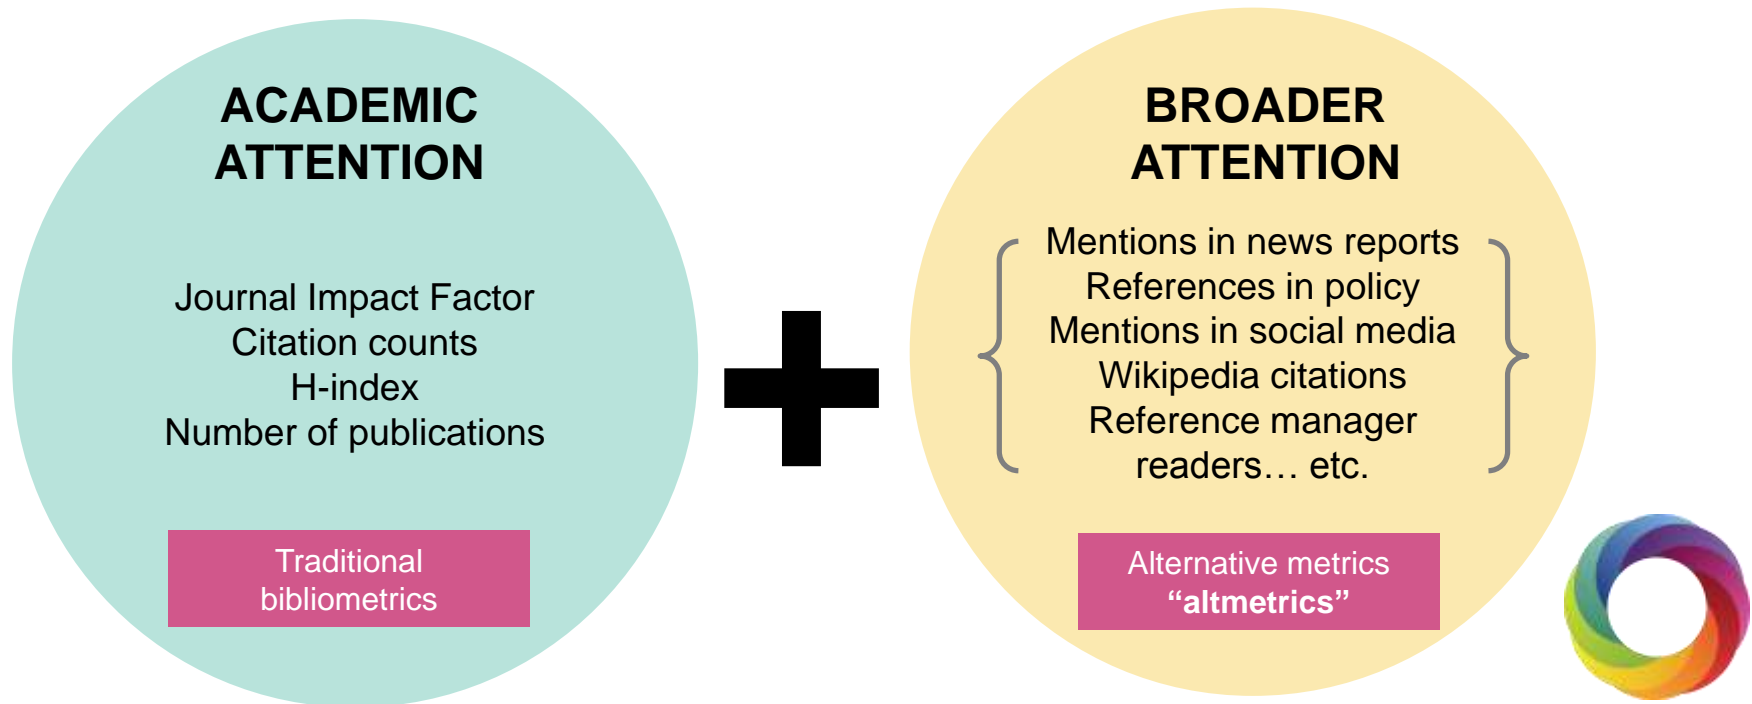 ACADEMIC
ATTENTION
Journal Impact Factor
Citation counts
H-index
Number of publications
Traditional
bibliometrics
BROADER
ATTENTION
Mentions in news reports
References in policy
Mentions in social media
Wikipedia citations
Reference manager
readers… etc.
Alternative metrics
“altmetrics”